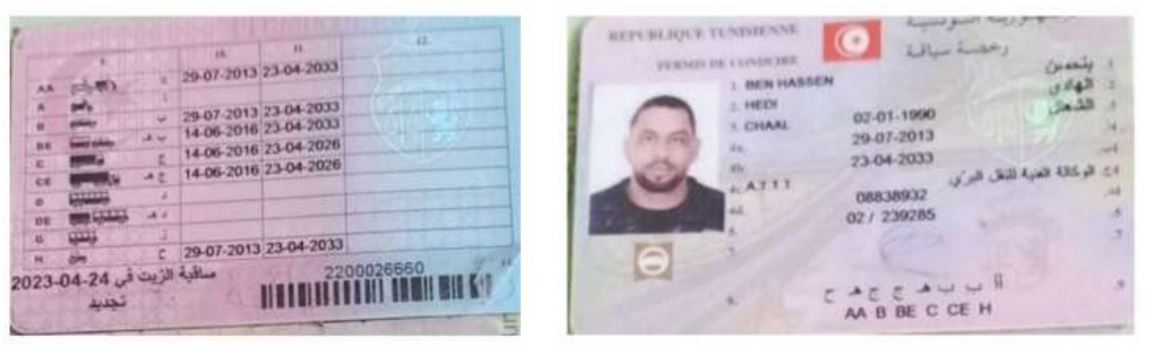 10. 11. 12.
AA 29-07-2013 23-04-2033
A
B ب 29-07-2013 23-04-2033
BE ب هـ 14-06-2016 23-04-2033
C ج 14-06-2016 23-04-2026
CE ج هـ 14-06-2016 23-04-2026
D د
DE د هـ
G
H ح 29-07-2013 23-04-2033
ساقية الزيت في 24-04-2023
تجديد
2200026660
REPUBLIQUE TUNISIENNE
PERMIS DE CONDUIRE
الجمهورية التونسية
رخصة سياقة
1. BEN HASSEN
1. بنحسن
2. HEDI
2. الهادي
3. CHAAL 02-01-1990
3. الشعال
4a. 29-07-2013
4b. 23-04-2033
4c. A T T T
4ج الوكالة الفنية للنقل البري
4d. 08838932
02 / 239285
7.
9. أأ ب ب هـ ج ج هـ ح
AA B BE C CE H